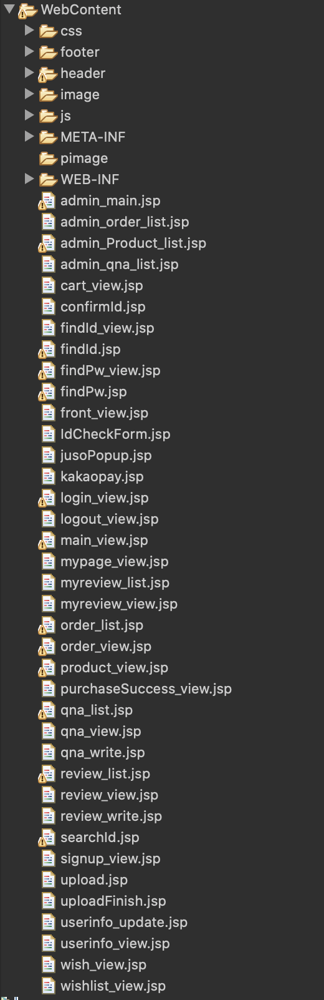 WebContent
css
footer
header
image
js
META-INF
pimage
WEB-INF
admin_main.jsp
admin_order_list.jsp
admin_Product_list.jsp
admin_qna_list.jsp
cart_view.jsp
confirmId.jsp
findId_view.jsp
findId.jsp
findPw_view.jsp
findPw.jsp
front_view.jsp
IdCheckForm.jsp
jusoPopup.jsp
kakaopay.jsp
login_view.jsp
logout_view.jsp
main_view.jsp
mypage_view.jsp
myreview_list.jsp
myreview_view.jsp
order_list.jsp
order_view.jsp
product_view.jsp
purchaseSuccess_view.jsp
qna_list.jsp
qna_view.jsp
qna_write.jsp
review_list.jsp
review_view.jsp
review_write.jsp
searchId.jsp
signup_view.jsp
upload.jsp
uploadFinish.jsp
userinfo_update.jsp
userinfo_view.jsp
wish_view.jsp
wishlist_view.jsp